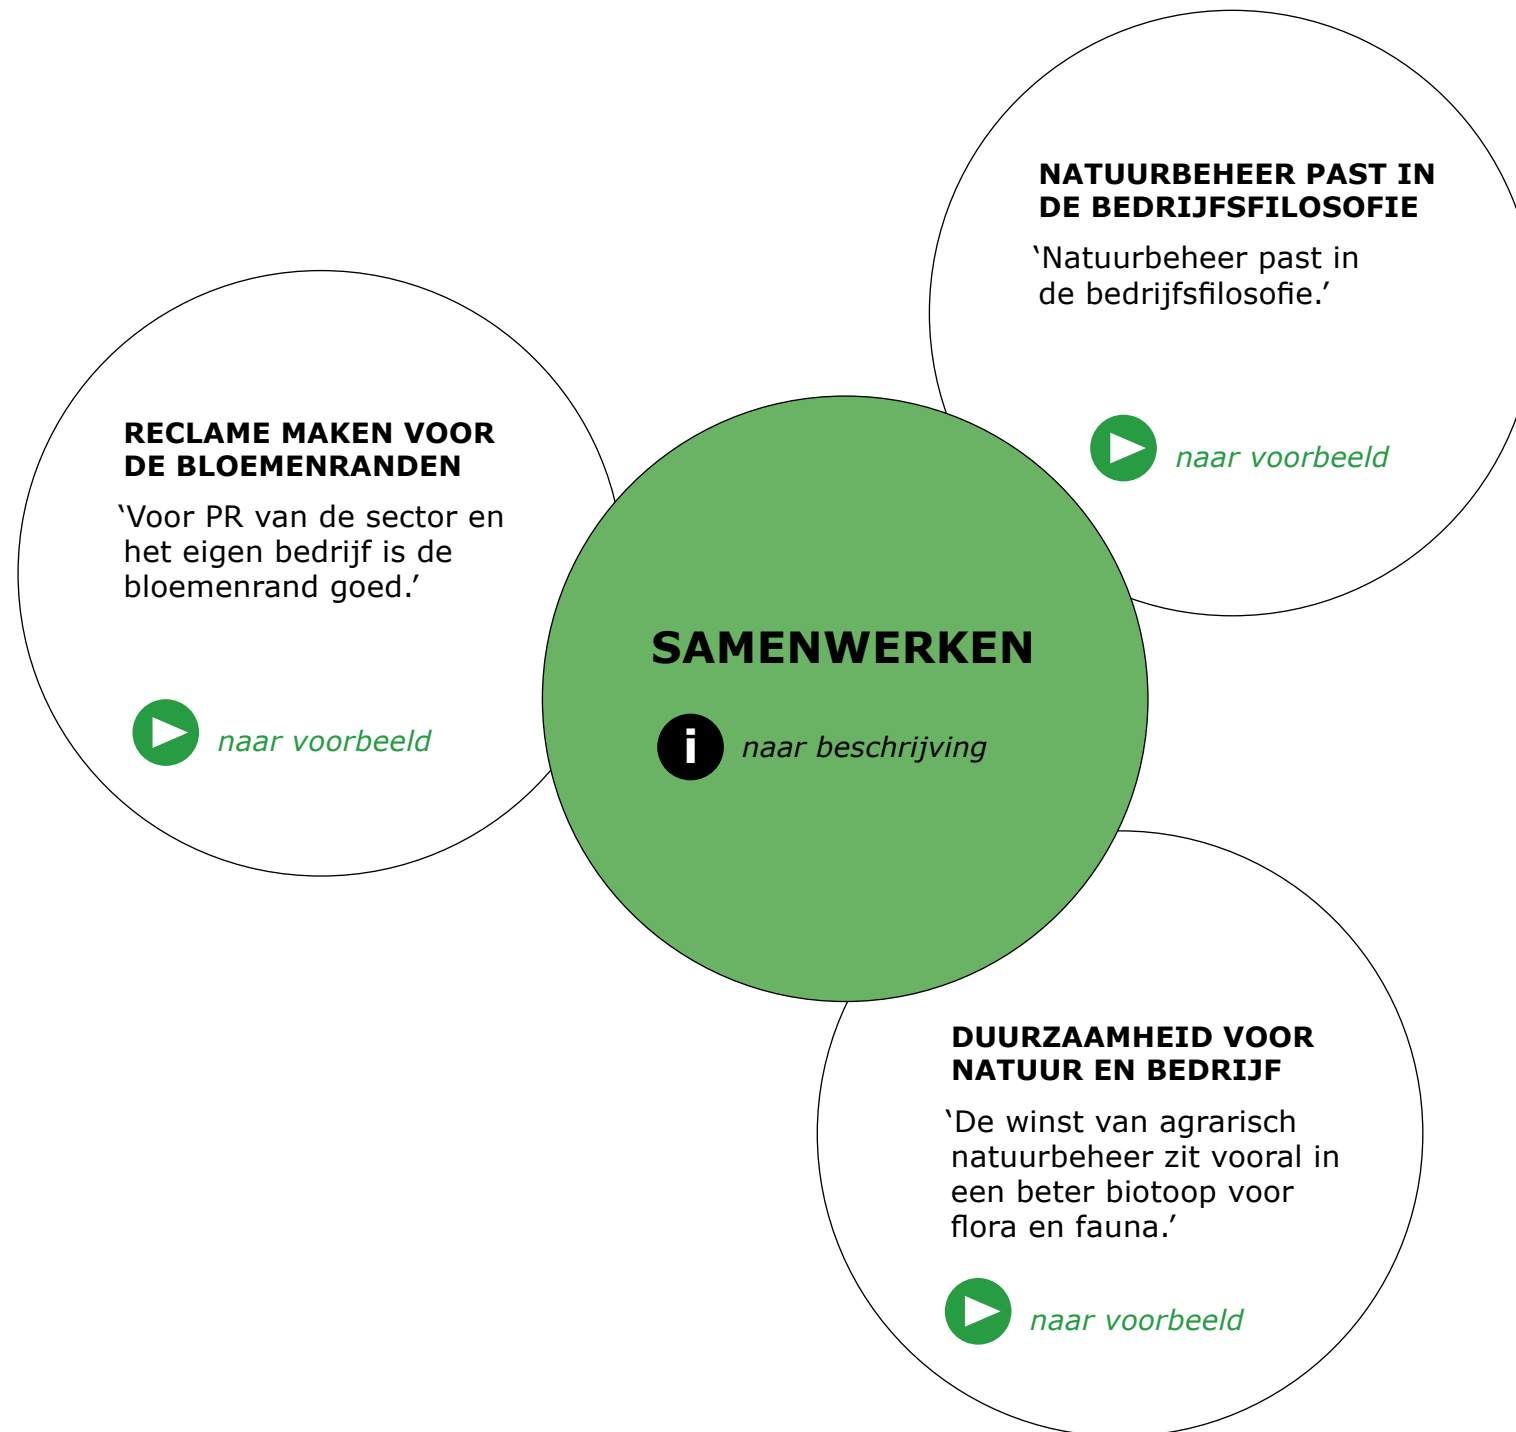 NATUURBEHEER PAST IN
DE BEDRIJFSFILOSOFIE
‘Natuurbeheer past in
de bedrijfsfilosofie.’
naar voorbeeld
RECLAME MAKEN VOOR
DE BLOEMENRANDEN
‘Voor PR van de sector en
het eigen bedrijf is de
bloemenrand goed.’
naar voorbeeld
SAMENWERKEN
i naar beschrijving
DUURZAAMHEID VOOR
NATUUR EN BEDRIJF
‘De winst van agrarisch
natuurbeheer zit vooral in
een beter biotoop voor
flora en fauna.’
naar voorbeeld